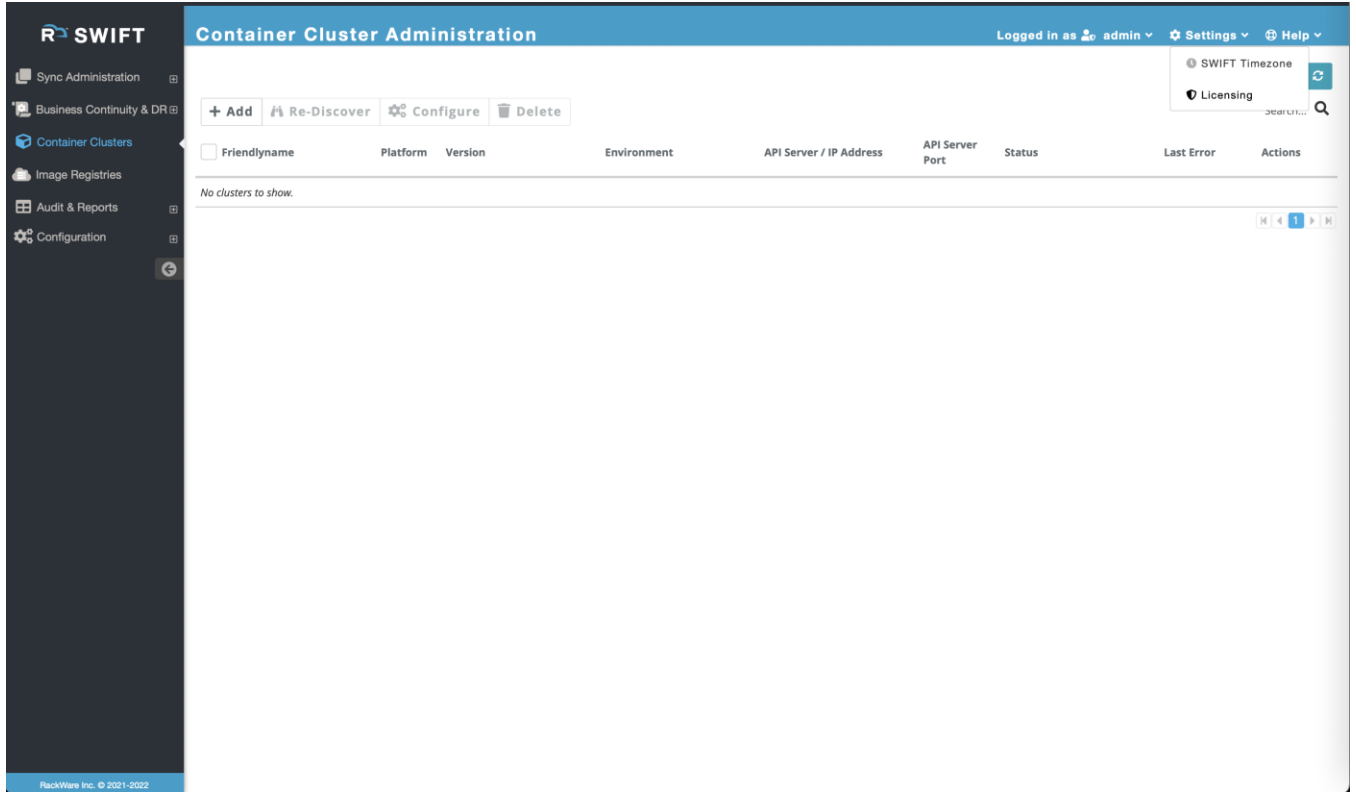 SWIFT
Container Cluster Administration
Logged in as admin
Settings
Help
SWIFT Timezone
Licensing
Sync Administration
Business Continuity & DR
Container Clusters
Image Registries
Audit & Reports
Configuration
+ Add
Re-Discover
Configure
Delete
Search...
Friendlyname
Platform
Version
Environment
API Server / IP Address
API Server
Port
Status
Last Error
Actions
No clusters to show.
1
RackWare Inc. © 2021-2022